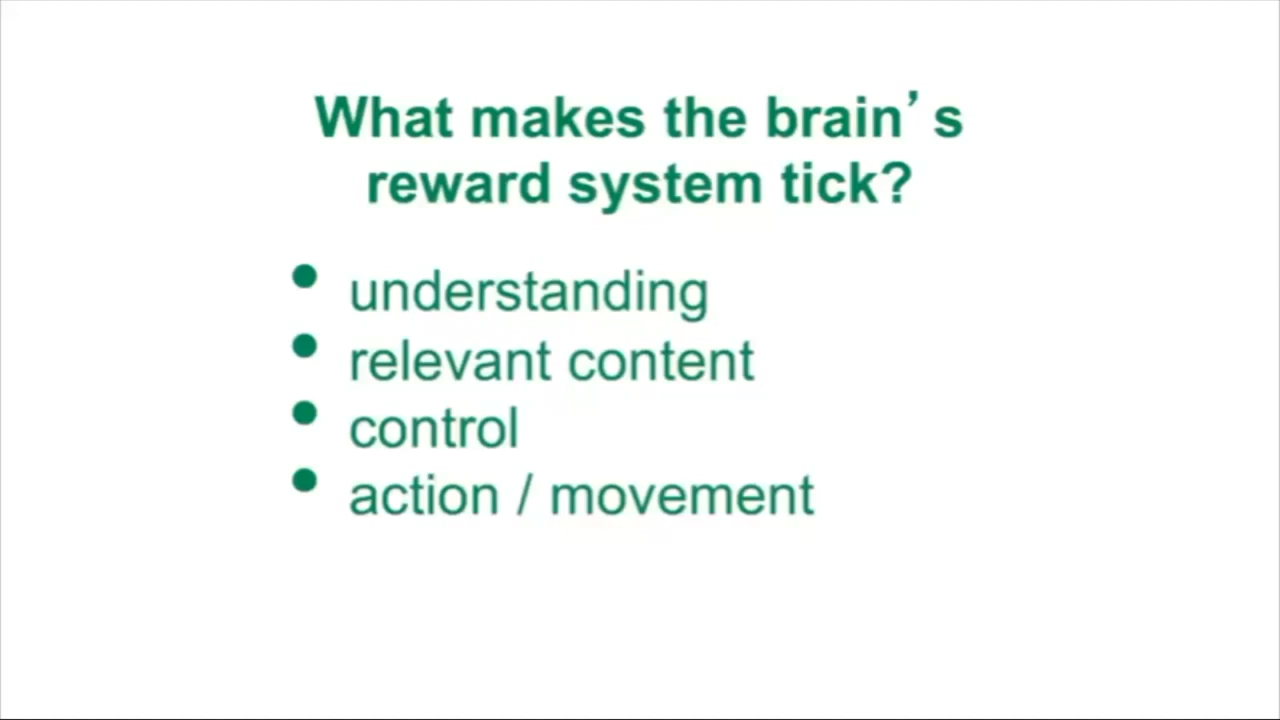 What makes the brain’s
reward system tick?
• understanding
• relevant content
• control
• action / movement